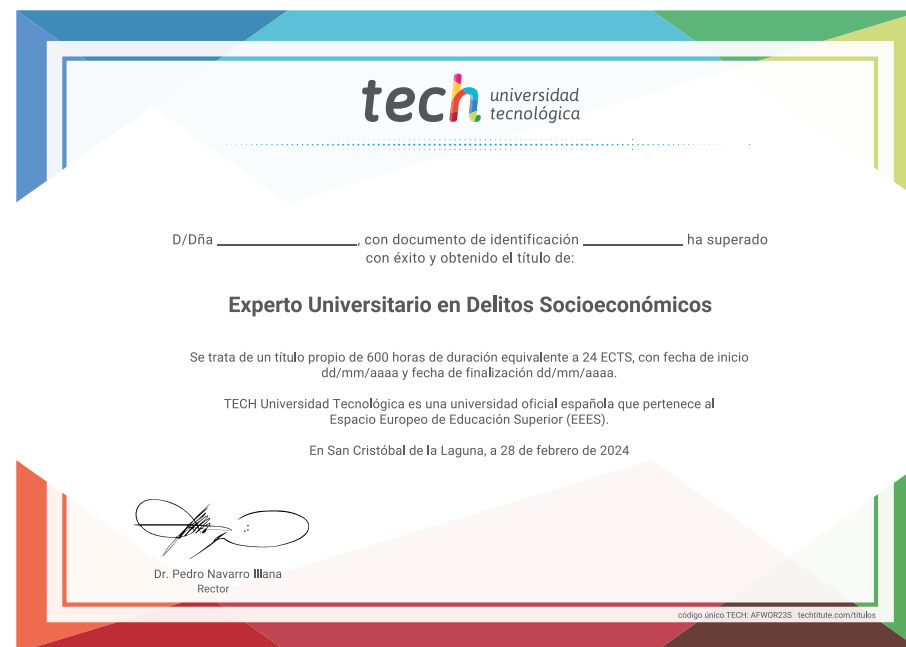 tech universidad
tecnológica
D/Dña ____________________, con documento de identificación ______________ ha superado
con éxito y obtenido el título de:
Experto Universitario en Delitos Socioeconómicos
Se trata de un título propio de 600 horas de duración equivalente a 24 ECTS, con fecha de inicio
dd/mm/aaaa y fecha de finalización dd/mm/aaaa.
TECH Universidad Tecnológica es una universidad oficial española que pertenece al
Espacio Europeo de Educación Superior (EEES).
En San Cristóbal de la Laguna, a 28 de febrero de 2024
Dr. Pedro Navarro Illana
Rector
código único TECH: AFWOR23S techtitute.com/titulos